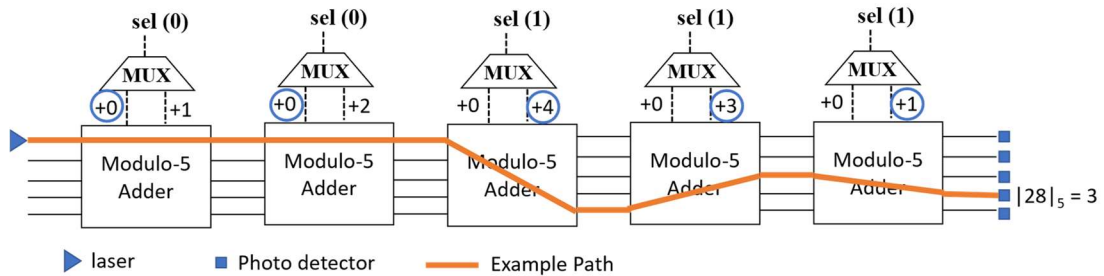 sel (0) sel (0) sel (1) sel (1) sel (1)
MUX MUX MUX MUX MUX
+0 +1 +0 +2 +0 +4 +0 +3 +0 +1
Modulo-5 Modulo-5 Modulo-5 Modulo-5 Modulo-5
Adder Adder Adder Adder Adder
|28|₅ = 3
laser Photo detector Example Path